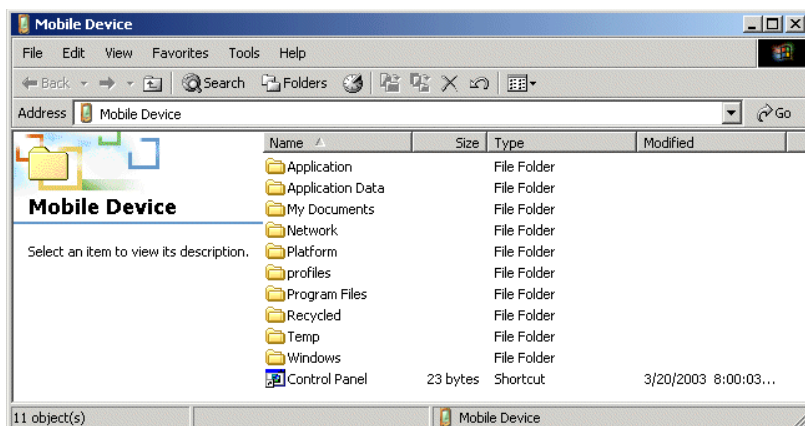 Mobile Device
File Edit View Favorites Tools Help
Back Search Folders
Address Mobile Device Go
Name Size Type Modified
Mobile Device
Select an item to view its description.
Application File Folder
Application Data File Folder
My Documents File Folder
Network File Folder
Platform File Folder
profiles File Folder
Program Files File Folder
Recycled File Folder
Temp File Folder
Windows File Folder
Control Panel 23 bytes Shortcut 3/20/2003 8:00:03...
11 object(s) Mobile Device